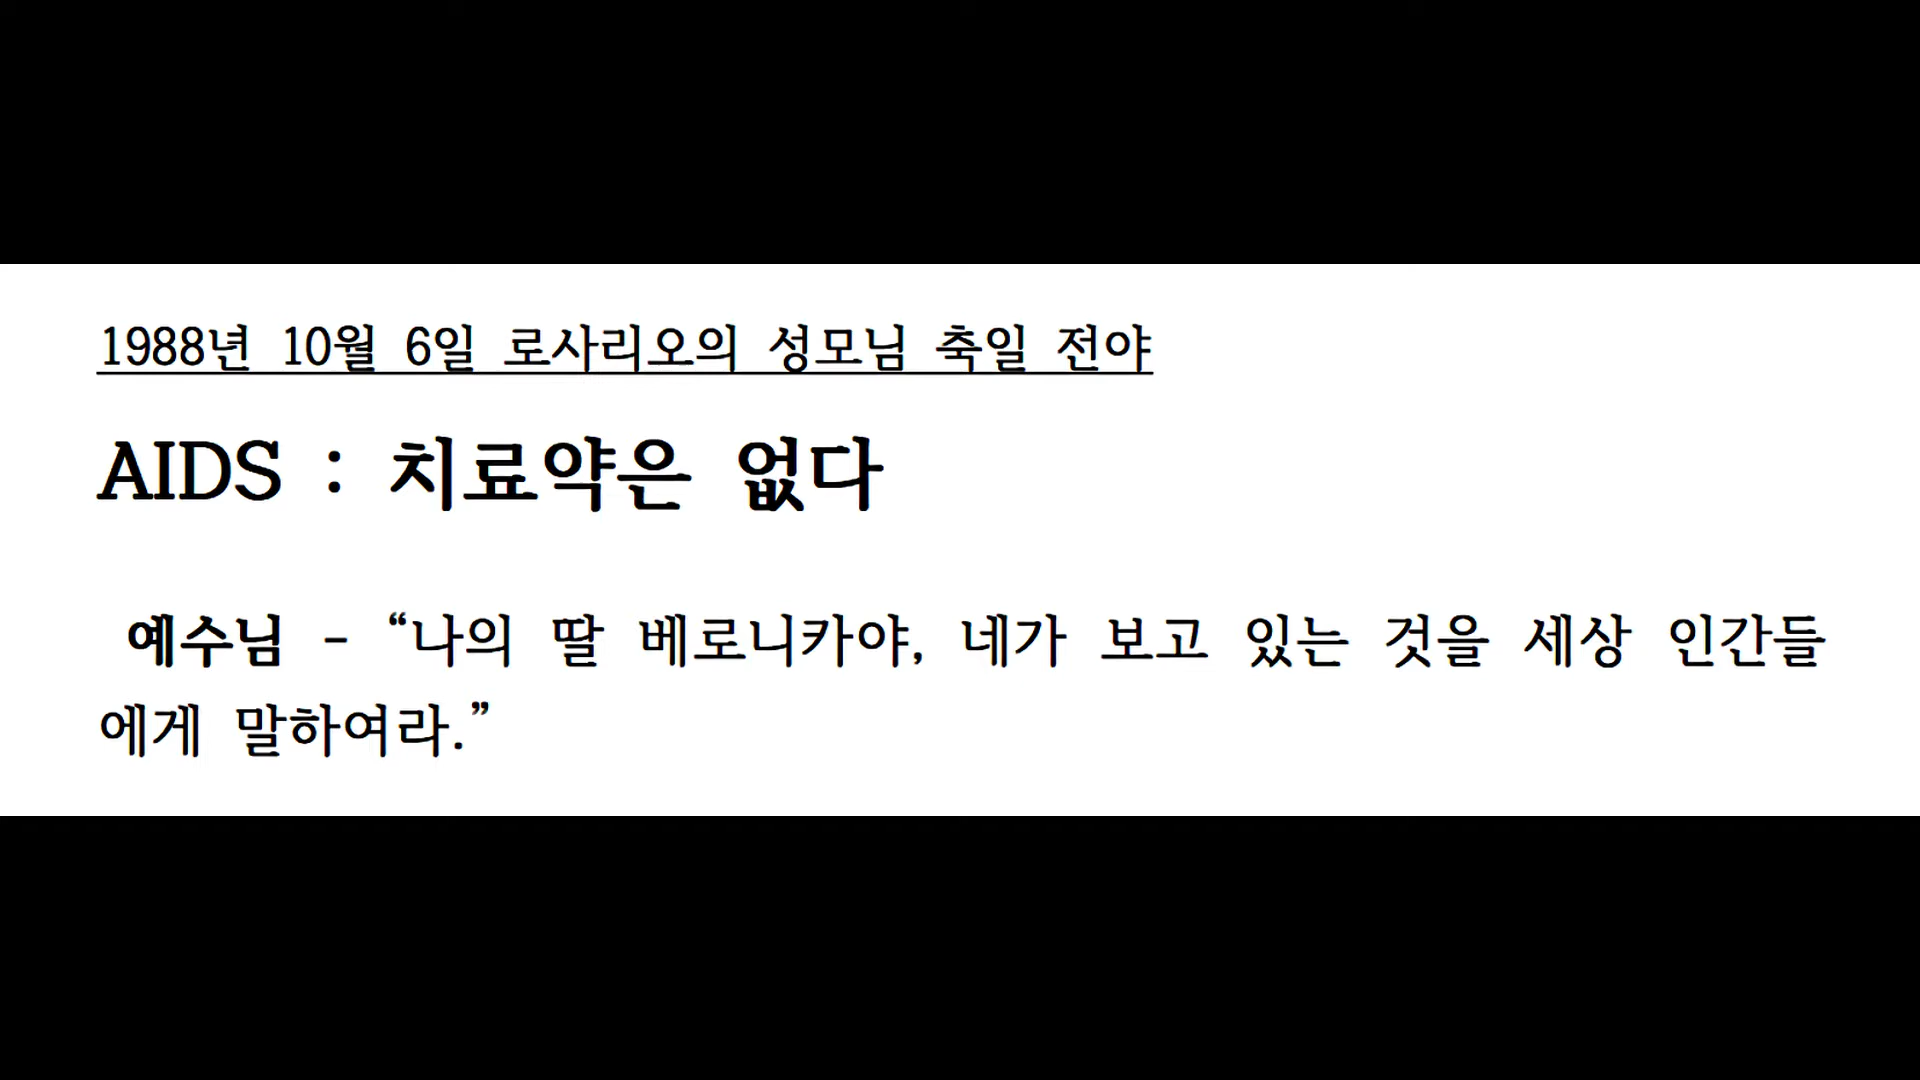 1988년 10월 6일 로사리오의 성모님 축일 전야
AIDS : 치료약은 없다
예수님 - “나의 딸 베로니카야, 네가 보고 있는 것을 세상 인간들
에게 말하여라.”